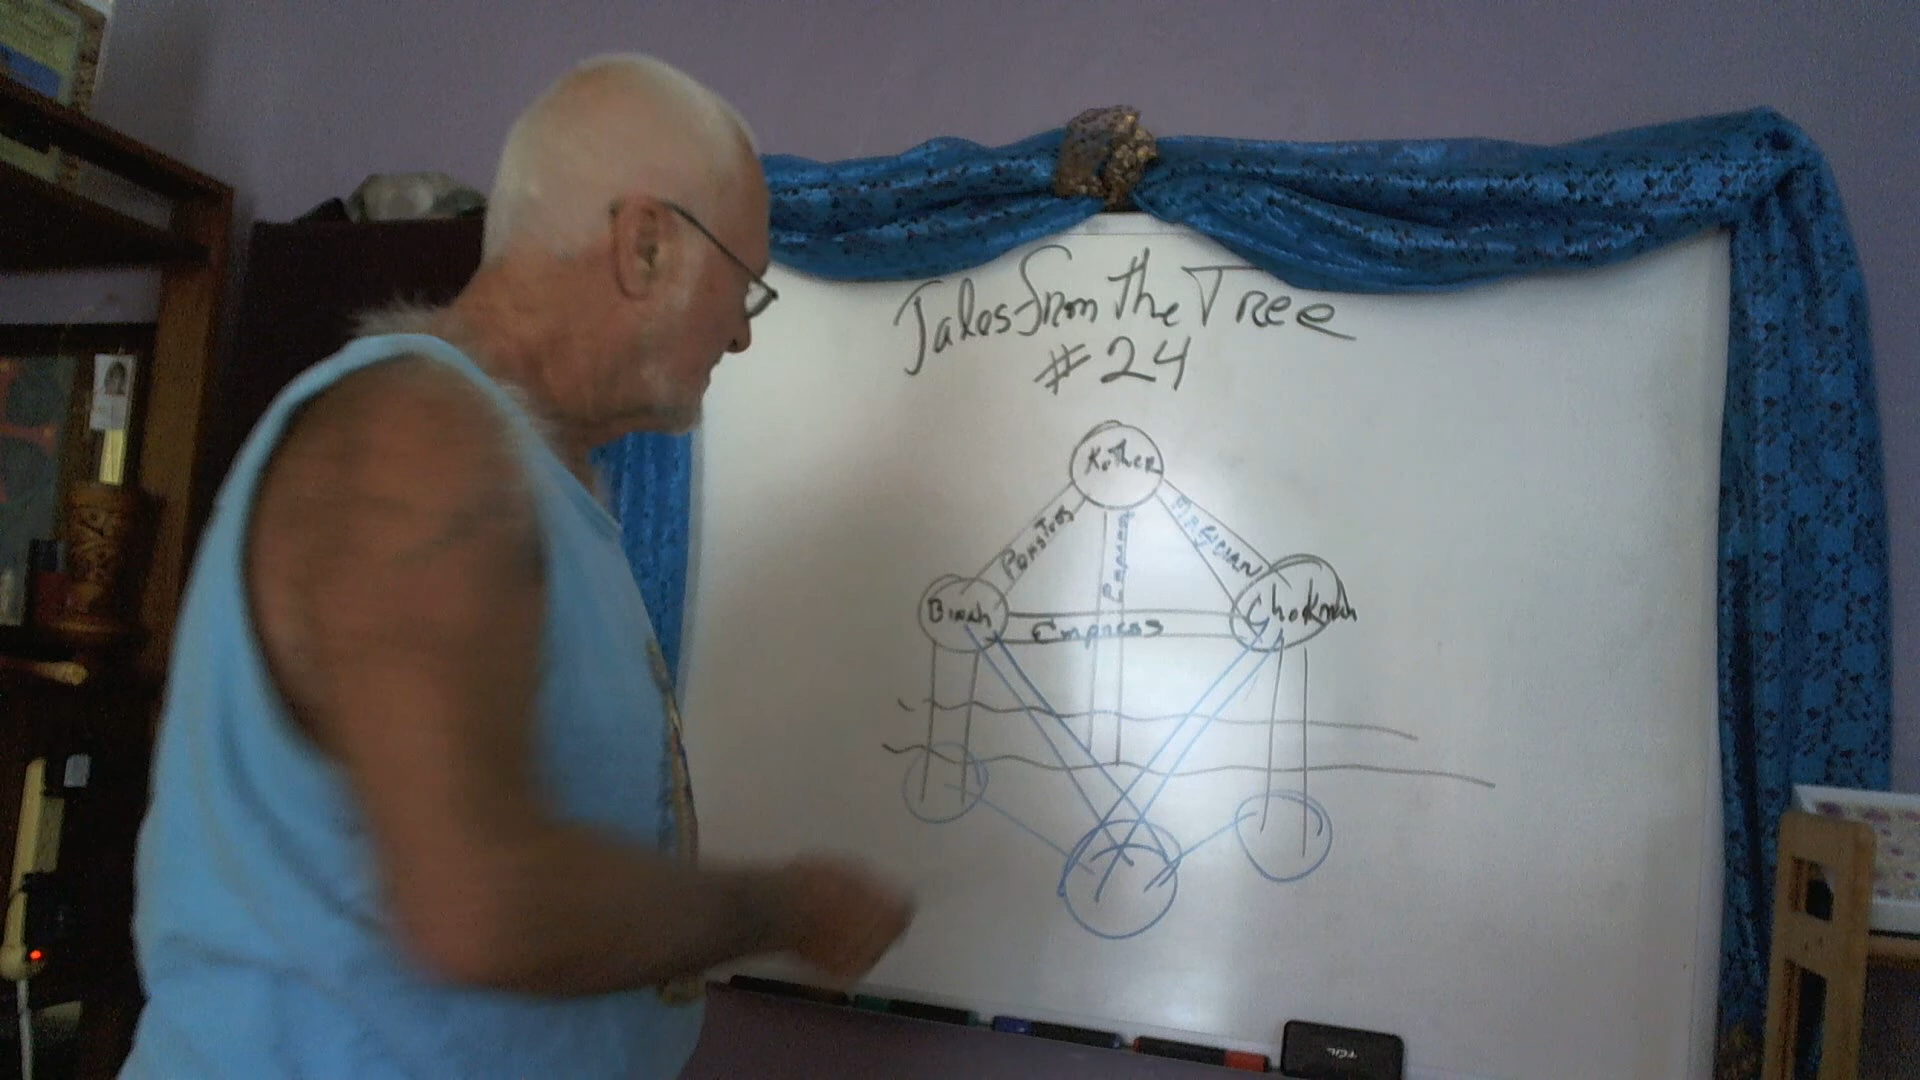 Tales From The Tree
# 24
Kether
Magician
Binah
Empress
Chokmah